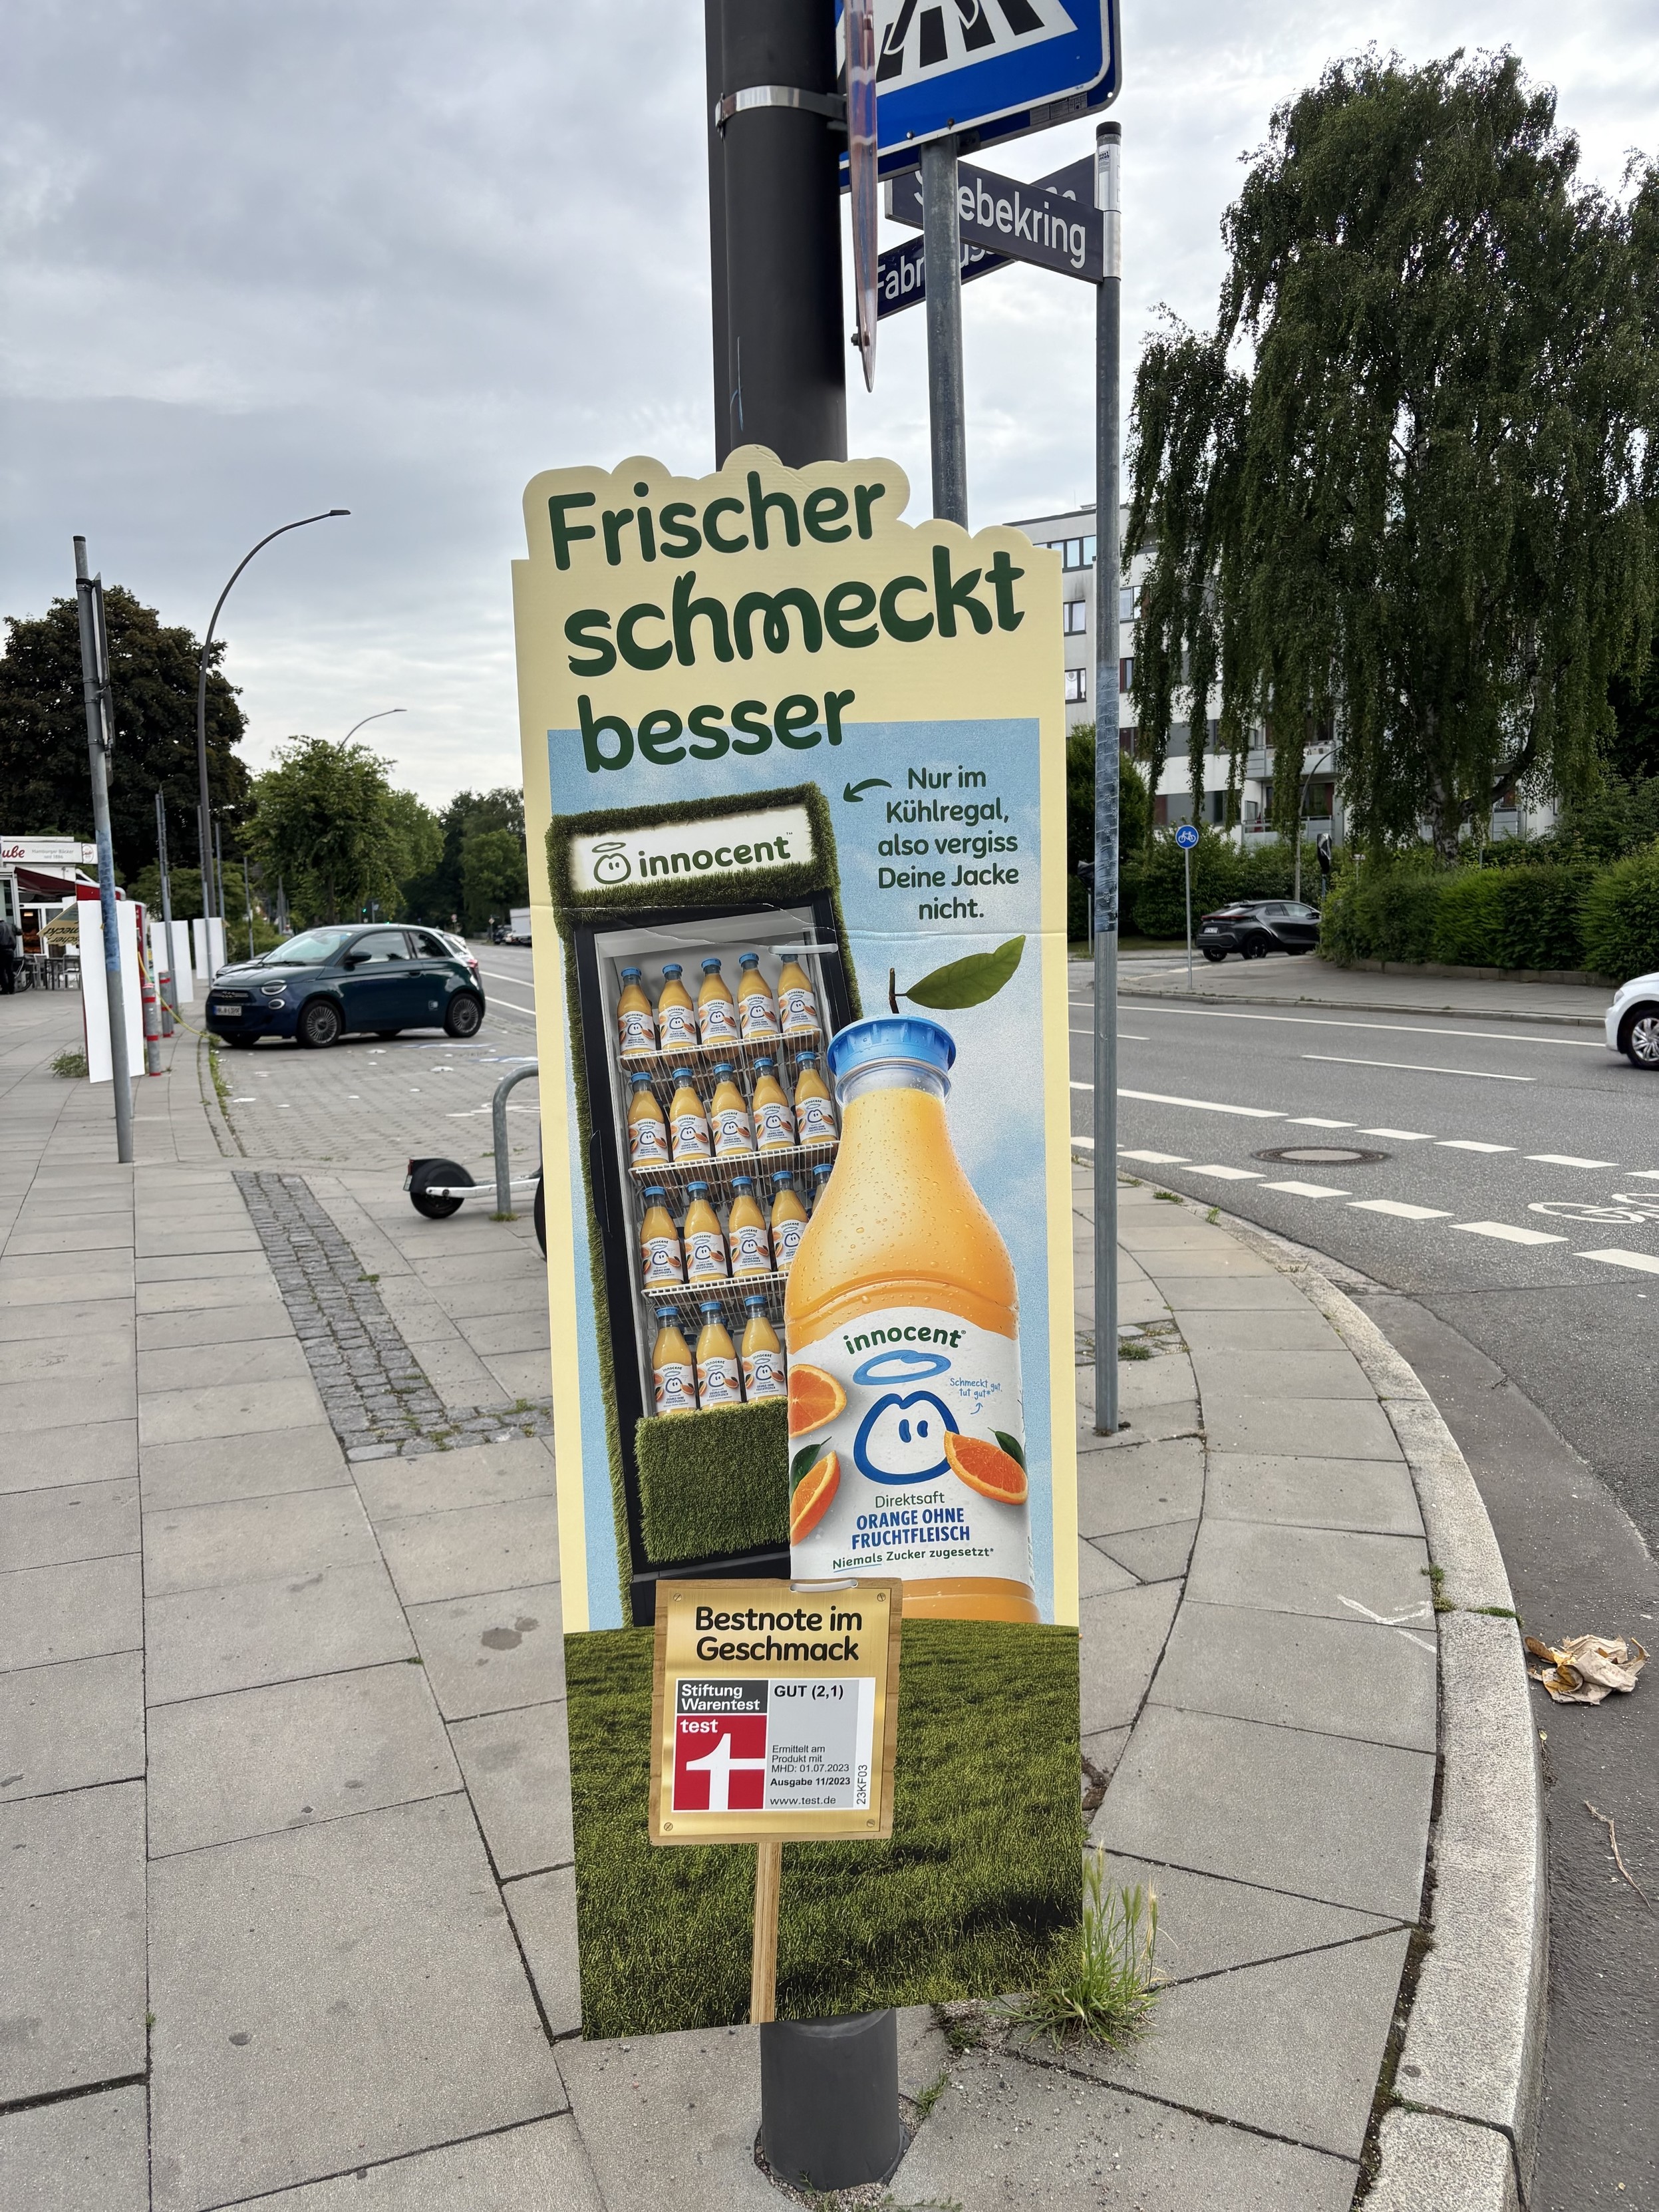 ebekring
Frischer
schmeckt
besser
Nur im
Kühlregal,
also vergiss
Deine Jacke
nicht.
innocent
innocent
Schmeckt gut,
tut gut*
Direktsaft
ORANGE OHNE
FRUCHTFLEISCH
Niemals Zucker zugesetzt*
Bestnote im
Geschmack
Stiftung
Warentest
test
GUT (2,1)
Ermittelt am
Produkt mit
MHD: 01.07.2023
Ausgabe 11/2023
www.test.de
23KF03